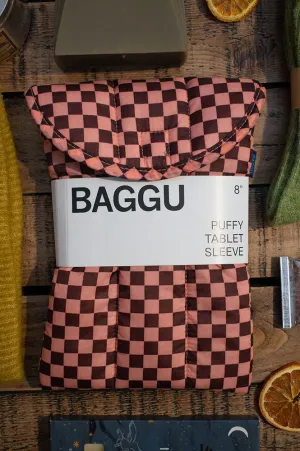 BAGGU
8"
PUFFY
TABLET
SLEEVE